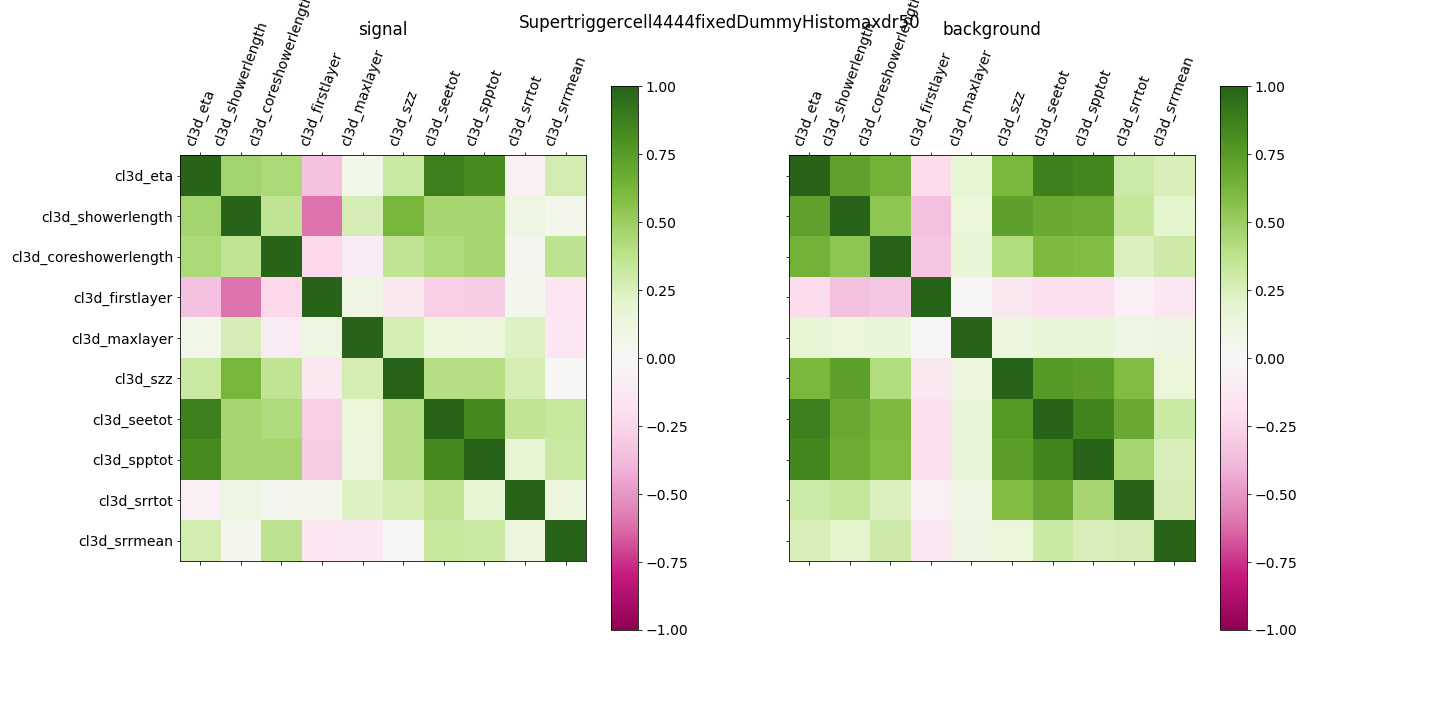 Supertriggercell4444fixedDummyHistomaxdr50
signal
background
cl3d_eta
cl3d_showerlength
cl3d_coreshowerlength
cl3d_firstlayer
cl3d_maxlayer
cl3d_szz
cl3d_seetot
cl3d_spptot
cl3d_srrtot
cl3d_srrmean
cl3d_eta
cl3d_showerlength
cl3d_coreshowerlength
cl3d_firstlayer
cl3d_maxlayer
cl3d_szz
cl3d_seetot
cl3d_spptot
cl3d_srrtot
cl3d_srrmean
1.00
0.75
0.50
0.25
0.00
−0.25
−0.50
−0.75
−1.00
cl3d_eta
cl3d_showerlength
cl3d_coreshowerlength
cl3d_firstlayer
cl3d_maxlayer
cl3d_szz
cl3d_seetot
cl3d_spptot
cl3d_srrtot
cl3d_srrmean
1.00
0.75
0.50
0.25
0.00
−0.25
−0.50
−0.75
−1.00